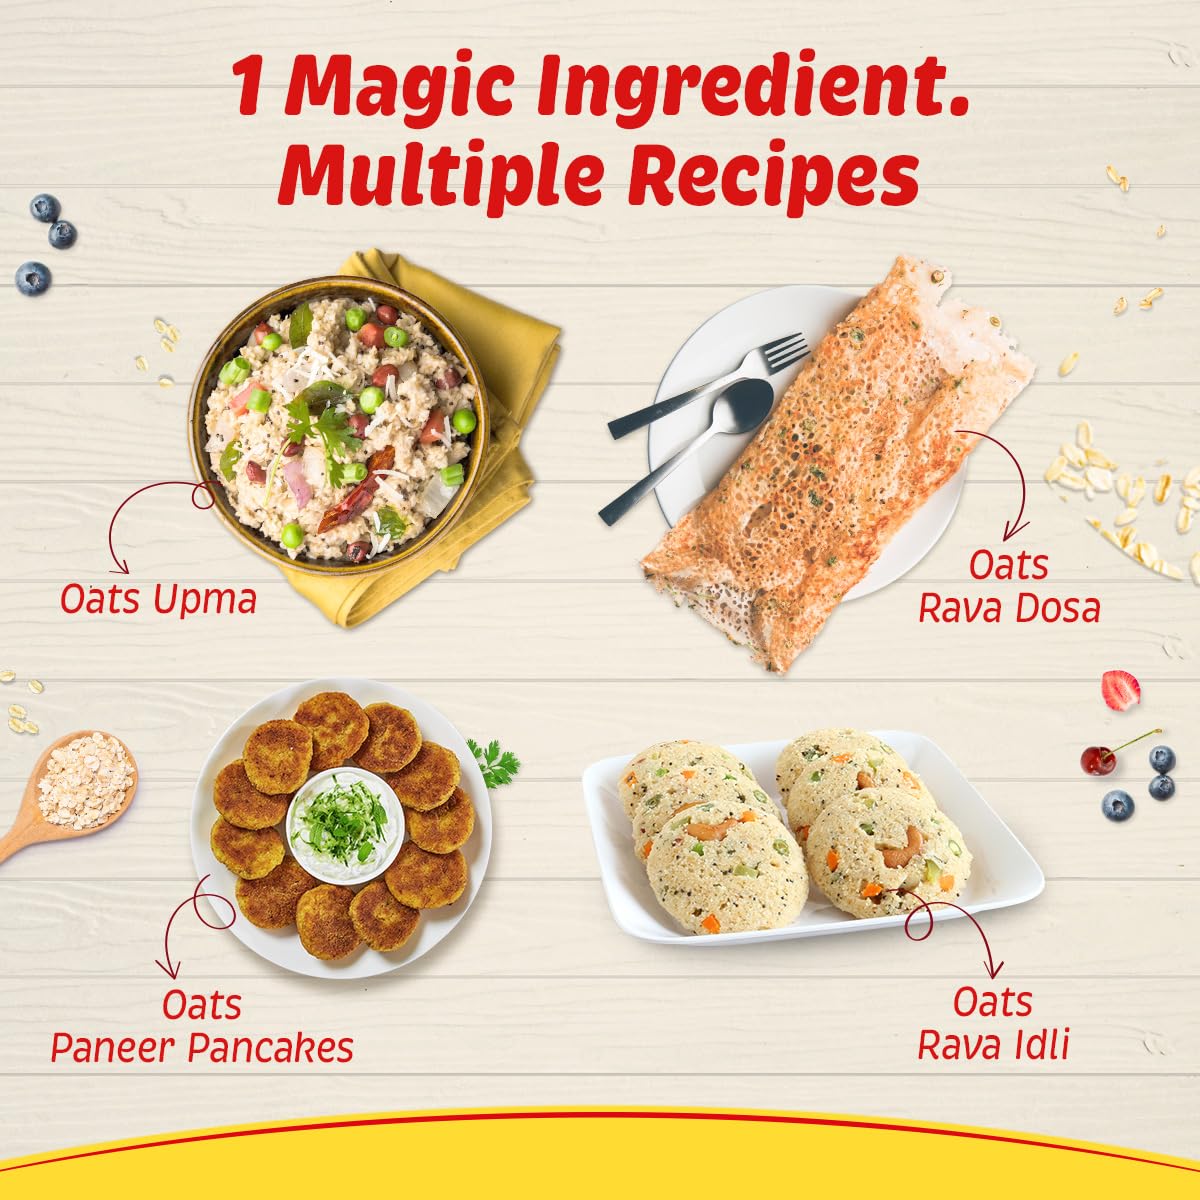 1 Magic Ingredient.
Multiple Recipes
Oats Upma
Oats
Rava Dosa
Oats
Paneer Pancakes
Oats
Rava Idli